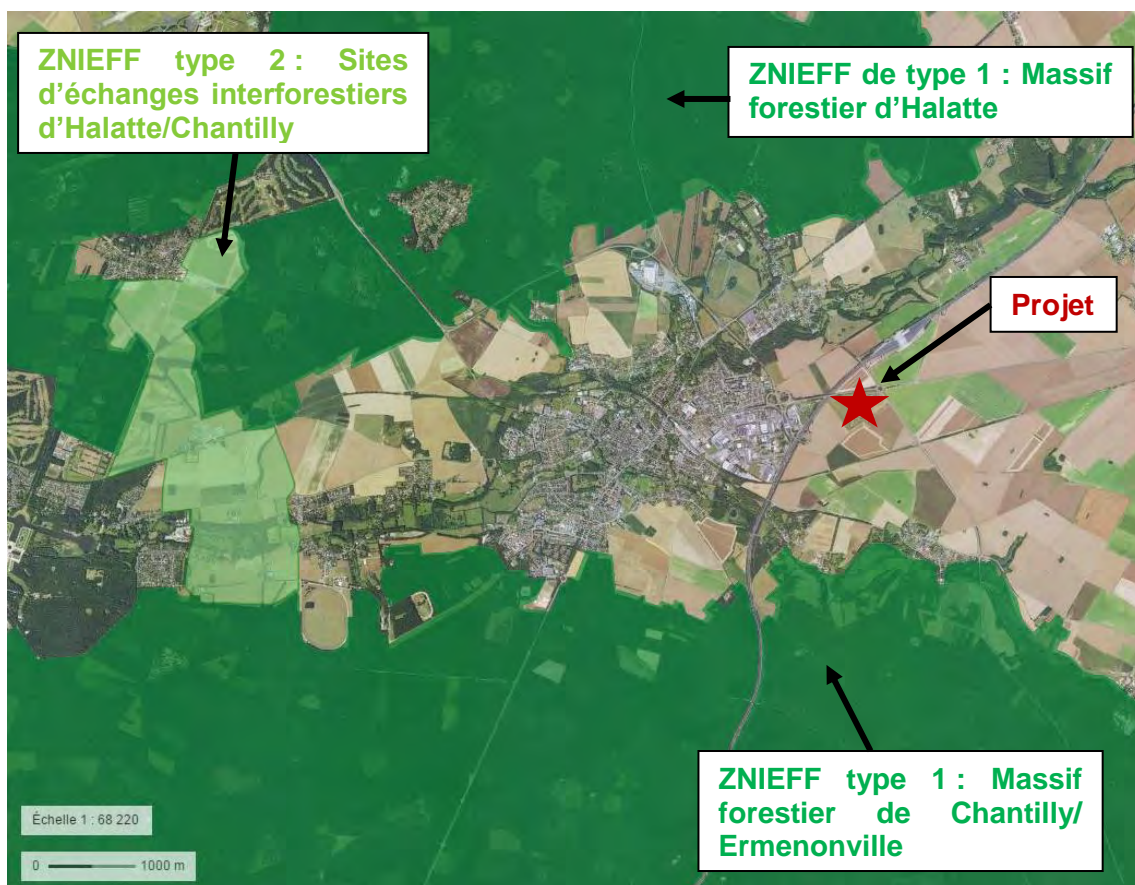 ZNIEFF type 2 : Sites
d’échanges interforestiers
d’Halatte/Chantilly
ZNIEFF de type 1 : Massif
forestier d’Halatte
Projet
ZNIEFF type 1 : Massif
forestier de Chantilly/
Ermenonville
Échelle 1 : 68 220
0 1000 m